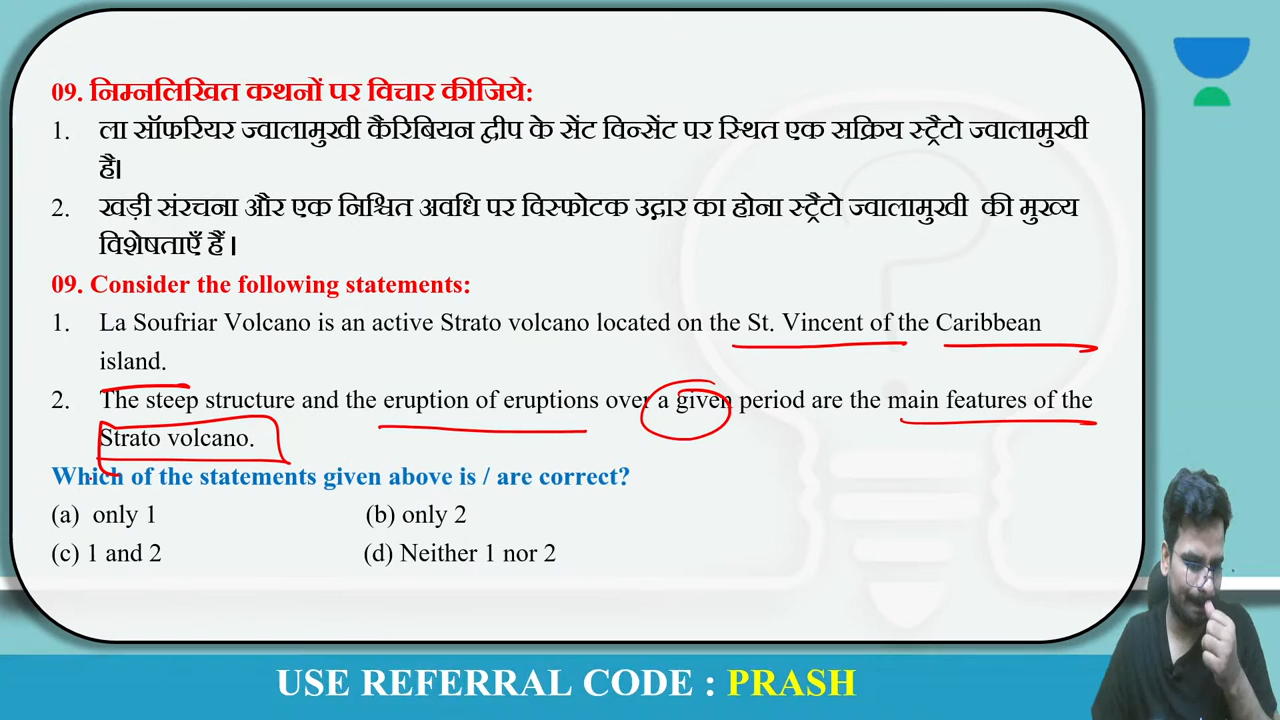 09. निम्नलिखित कथनों पर विचार कीजिये:
1. ला सॉफरियर ज्वालामुखी कैरिबियन द्वीप के सेंट विन्सेंट पर स्थित एक सक्रिय स्ट्रैटो ज्वालामुखी
है।
2. खड़ी संरचना और एक निश्चित अवधि पर विस्फोटक उद्गार का होना स्ट्रैटो ज्वालामुखी की मुख्य
विशेषताएँ हैं।
09. Consider the following statements:
1. La Soufriar Volcano is an active Strato volcano located on the St. Vincent of the Caribbean
island.
2. The steep structure and the eruption of eruptions over a given period are the main features of the
Strato volcano.
Which of the statements given above is / are correct?
(a) only 1 (b) only 2
(c) 1 and 2 (d) Neither 1 nor 2
USE REFERRAL CODE : PRASH